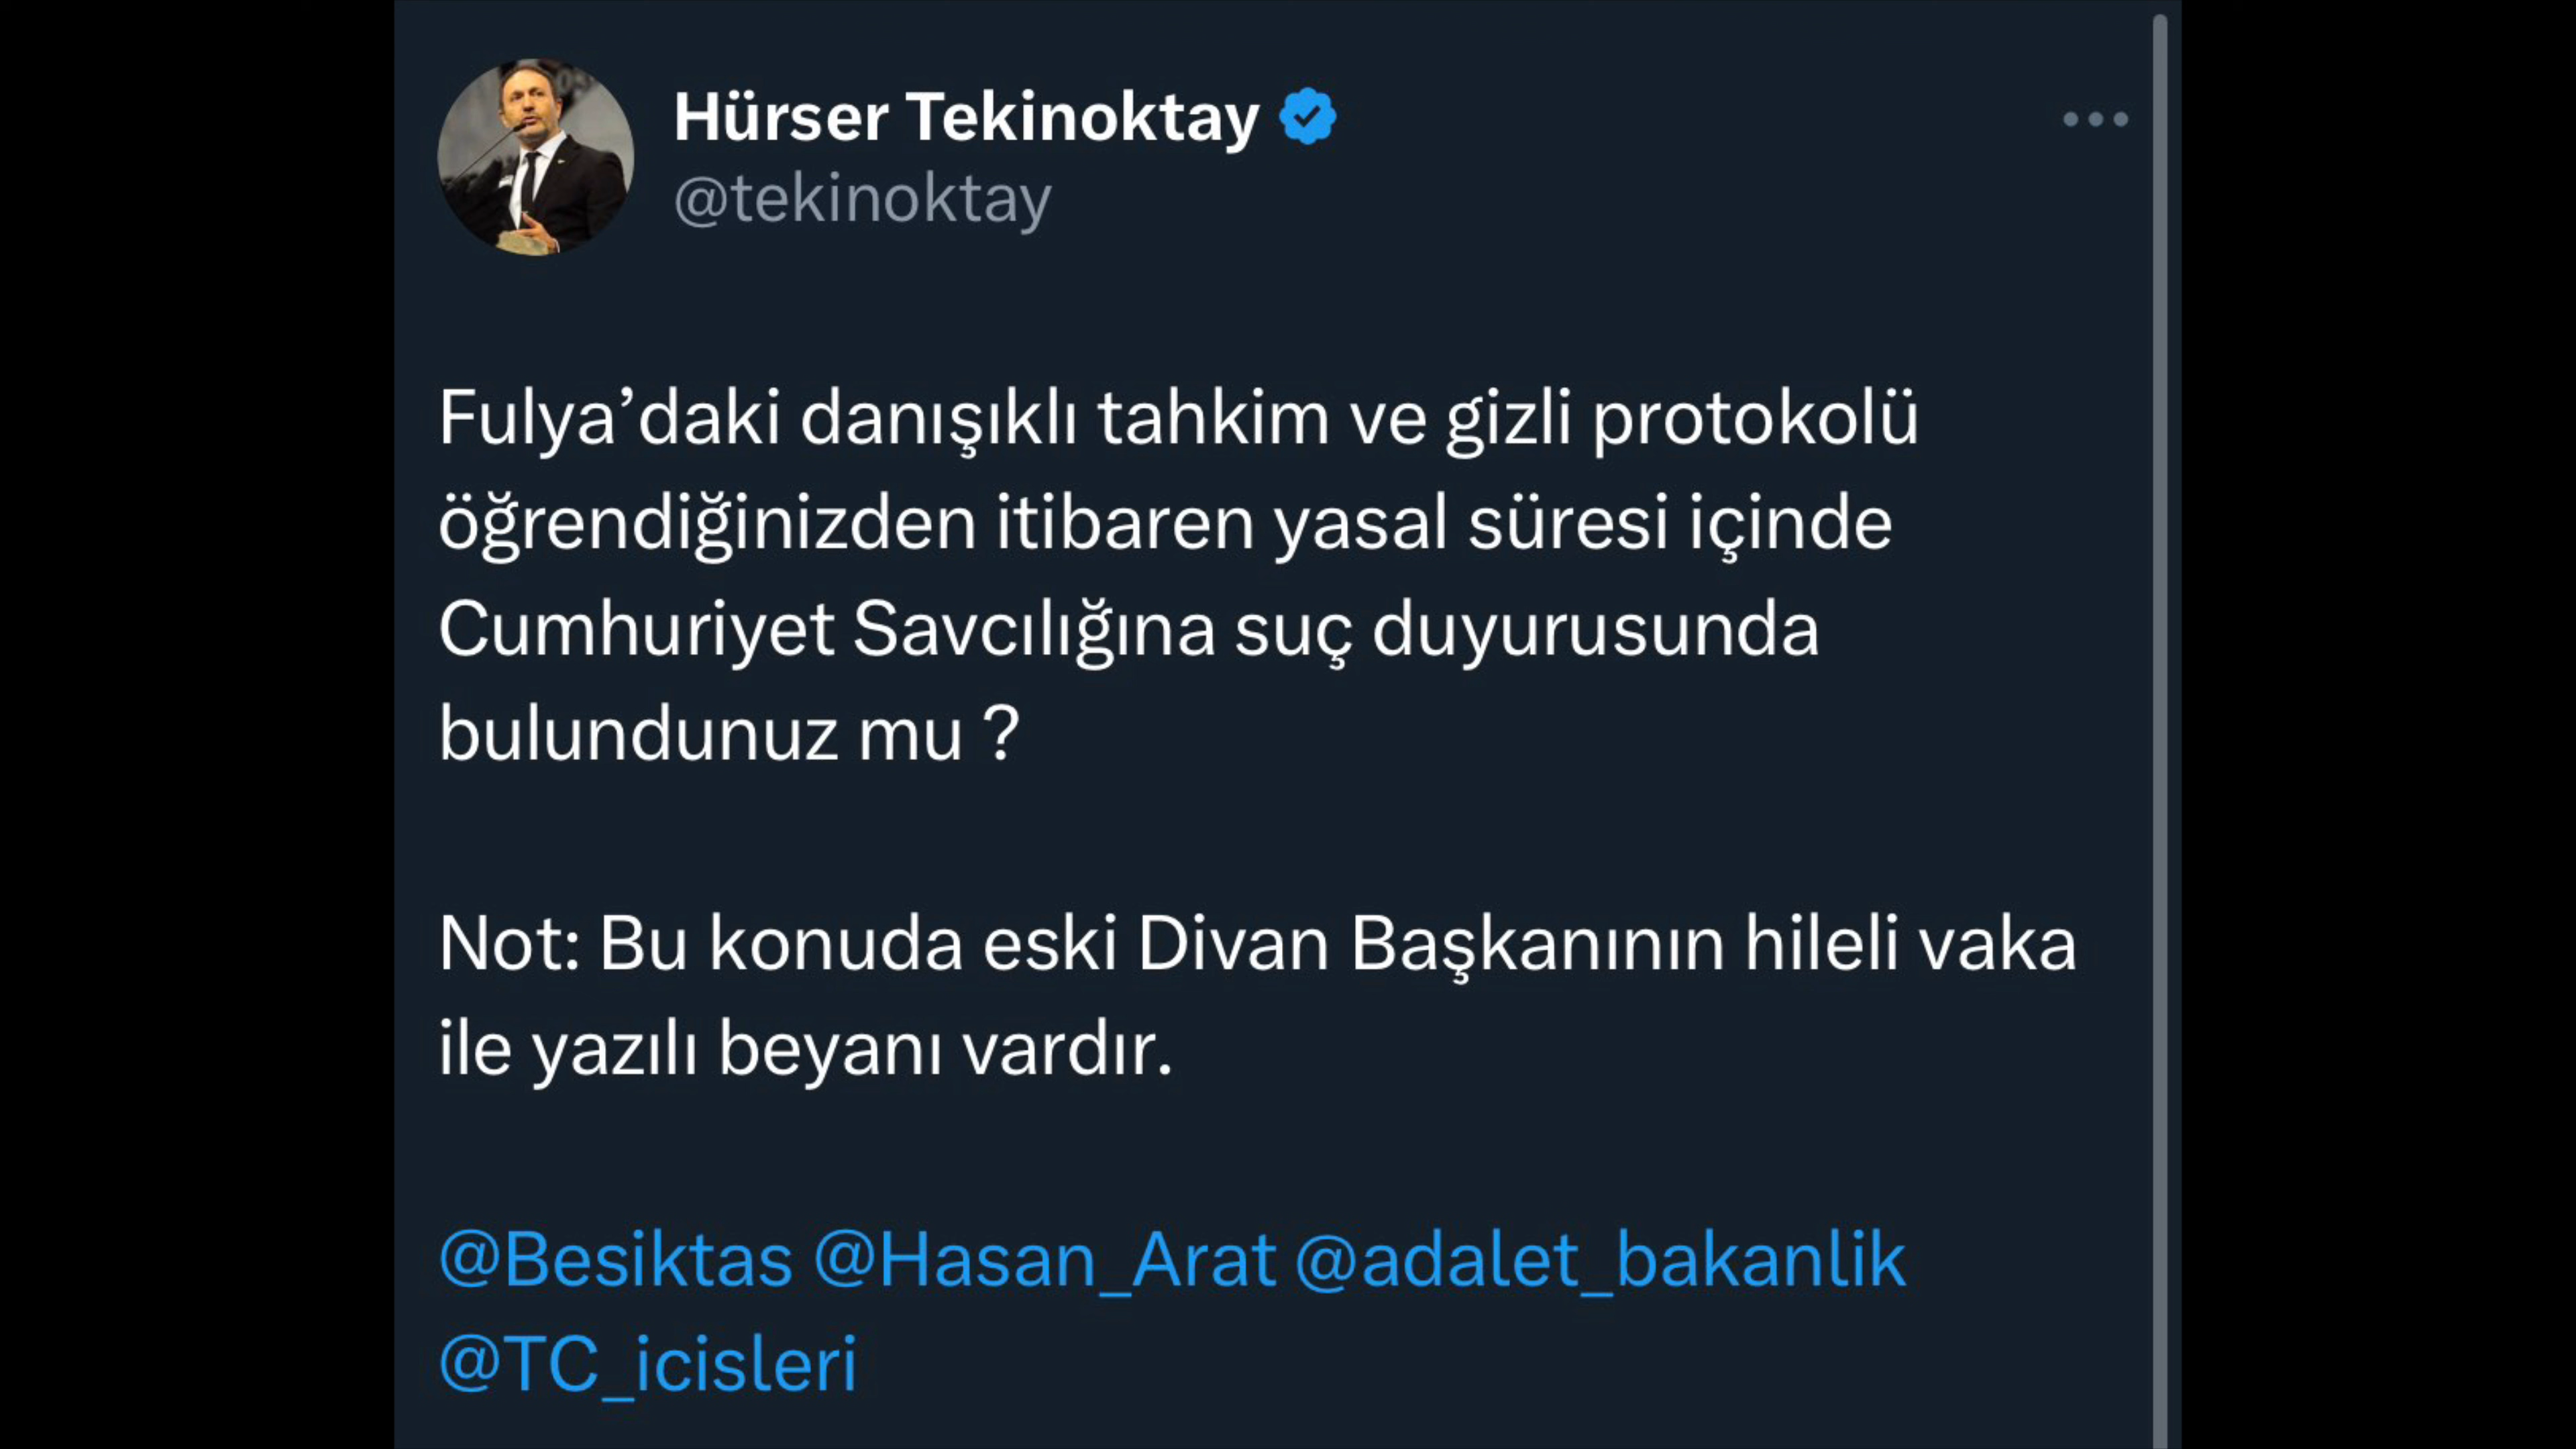 Hürser Tekinoktay
@tekinoktay
Fulya’daki danışıklı tahkim ve gizli protokolü
öğrendiğinizden itibaren yasal süresi içinde
Cumhuriyet Savcılığına suç duyurusunda
bulundunuz mu ?
Not: Bu konuda eski Divan Başkanının hileli vaka
ile yazılı beyanı vardır.
@Besiktas @Hasan_Arat @adalet_bakanlik
@TC_icisleri